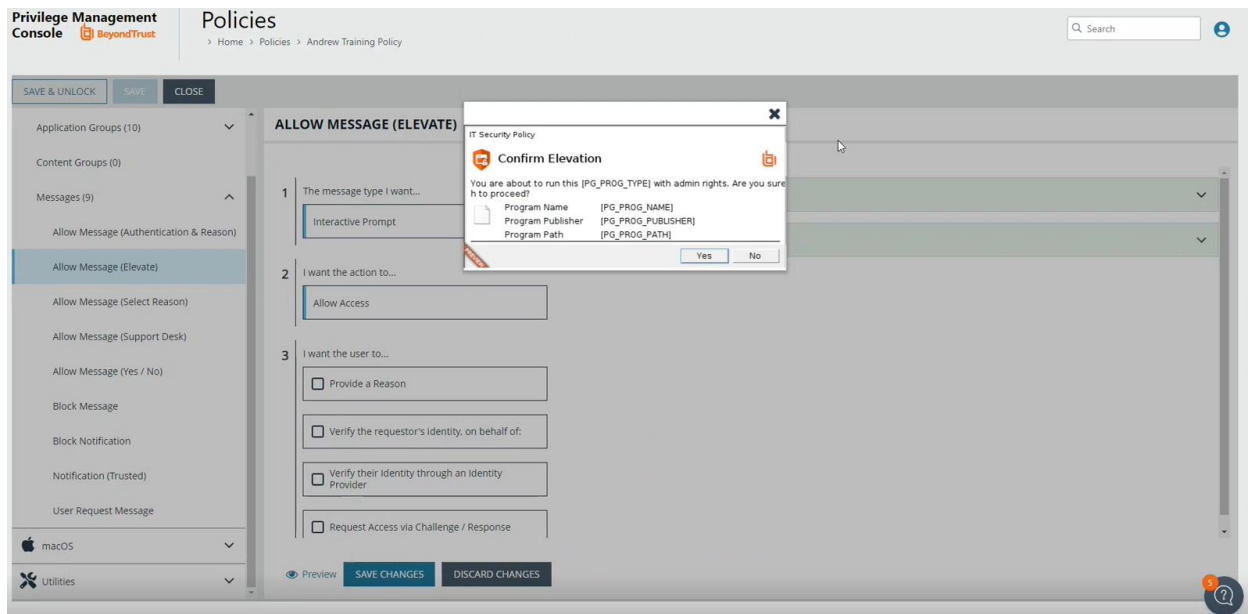 Privilege Management
Console BeyondTrust
Policies
> Home > Policies > Andrew Training Policy
Search
SAVE & UNLOCK
SAVE
CLOSE
Application Groups (10)
Content Groups (0)
Messages (9)
Allow Message (Authentication & Reason)
Allow Message (Elevate)
Allow Message (Select Reason)
Allow Message (Support Desk)
Allow Message (Yes / No)
Block Message
Block Notification
Notification (Trusted)
User Request Message
macOS
Utilities
ALLOW MESSAGE (ELEVATE)
1 The message type I want...
Interactive Prompt
2 I want the action to...
Allow Access
3 I want the user to...
Provide a Reason
Verify the requestor's identity, on behalf of:
Verify their Identity through an Identity
Provider
Request Access via Challenge / Response
Preview
SAVE CHANGES
DISCARD CHANGES
IT Security Policy
Confirm Elevation
You are about to run this [PG_PROG_TYPE] with admin rights. Are you sure
h to proceed?
Program Name [PG_PROG_NAME]
Program Publisher [PG_PROG_PUBLISHER]
Program Path [PG_PROG_PATH]
PREVIEW
Yes
No
5